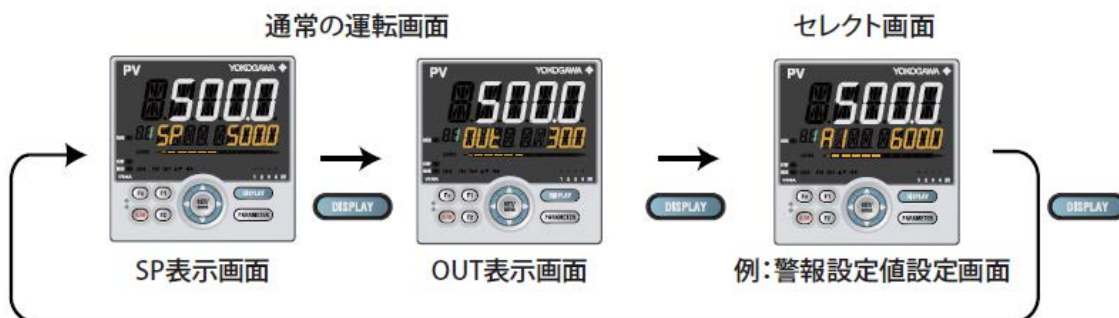 通常の運転画面
セレクト画面
PV YOKOGAWA
500.0
SP 500.0
DISPLAY
PARAMETER
PV YOKOGAWA
500.0
OUT 30.0
DISPLAY
PARAMETER
PV YOKOGAWA
500.0
A1 600.0
DISPLAY
PARAMETER
DISPLAY
DISPLAY
DISPLAY
SP表示画面
OUT表示画面
例：警報設定値設定画面